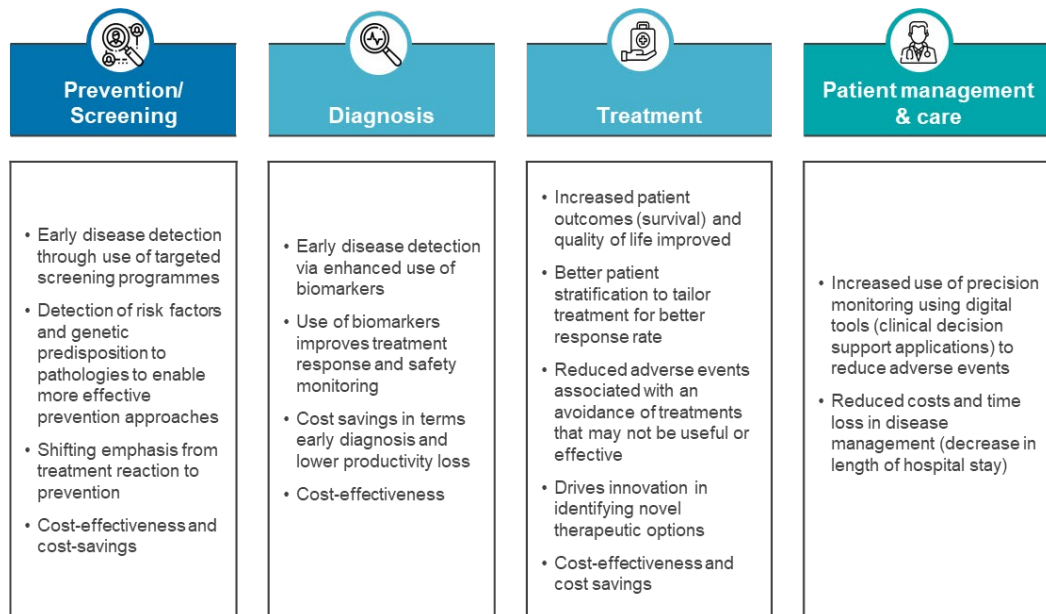 Prevention/
Screening
Diagnosis
Treatment
Patient management
& care
• Early disease detection
through use of targeted
screening programmes
• Detection of risk factors
and genetic
predisposition to
pathologies to enable
more effective
prevention approaches
• Shifting emphasis from
treatment reaction to
prevention
• Cost-effectiveness and
cost-savings
• Early disease detection
via enhanced use of
biomarkers
• Use of biomarkers
improves treatment
response and safety
monitoring
• Cost savings in terms
early diagnosis and
lower productivity loss
• Cost-effectiveness
• Increased patient
outcomes (survival) and
quality of life improved
• Better patient
stratification to tailor
treatment for better
response rate
• Reduced adverse events
associated with an
avoidance of treatments
that may not be useful or
effective
• Drives innovation in
identifying novel
therapeutic options
• Cost-effectiveness and
cost savings
• Increased use of precision
monitoring using digital
tools (clinical decision
support applications) to
reduce adverse events
• Reduced costs and time
loss in disease
management (decrease in
length of hospital stay)